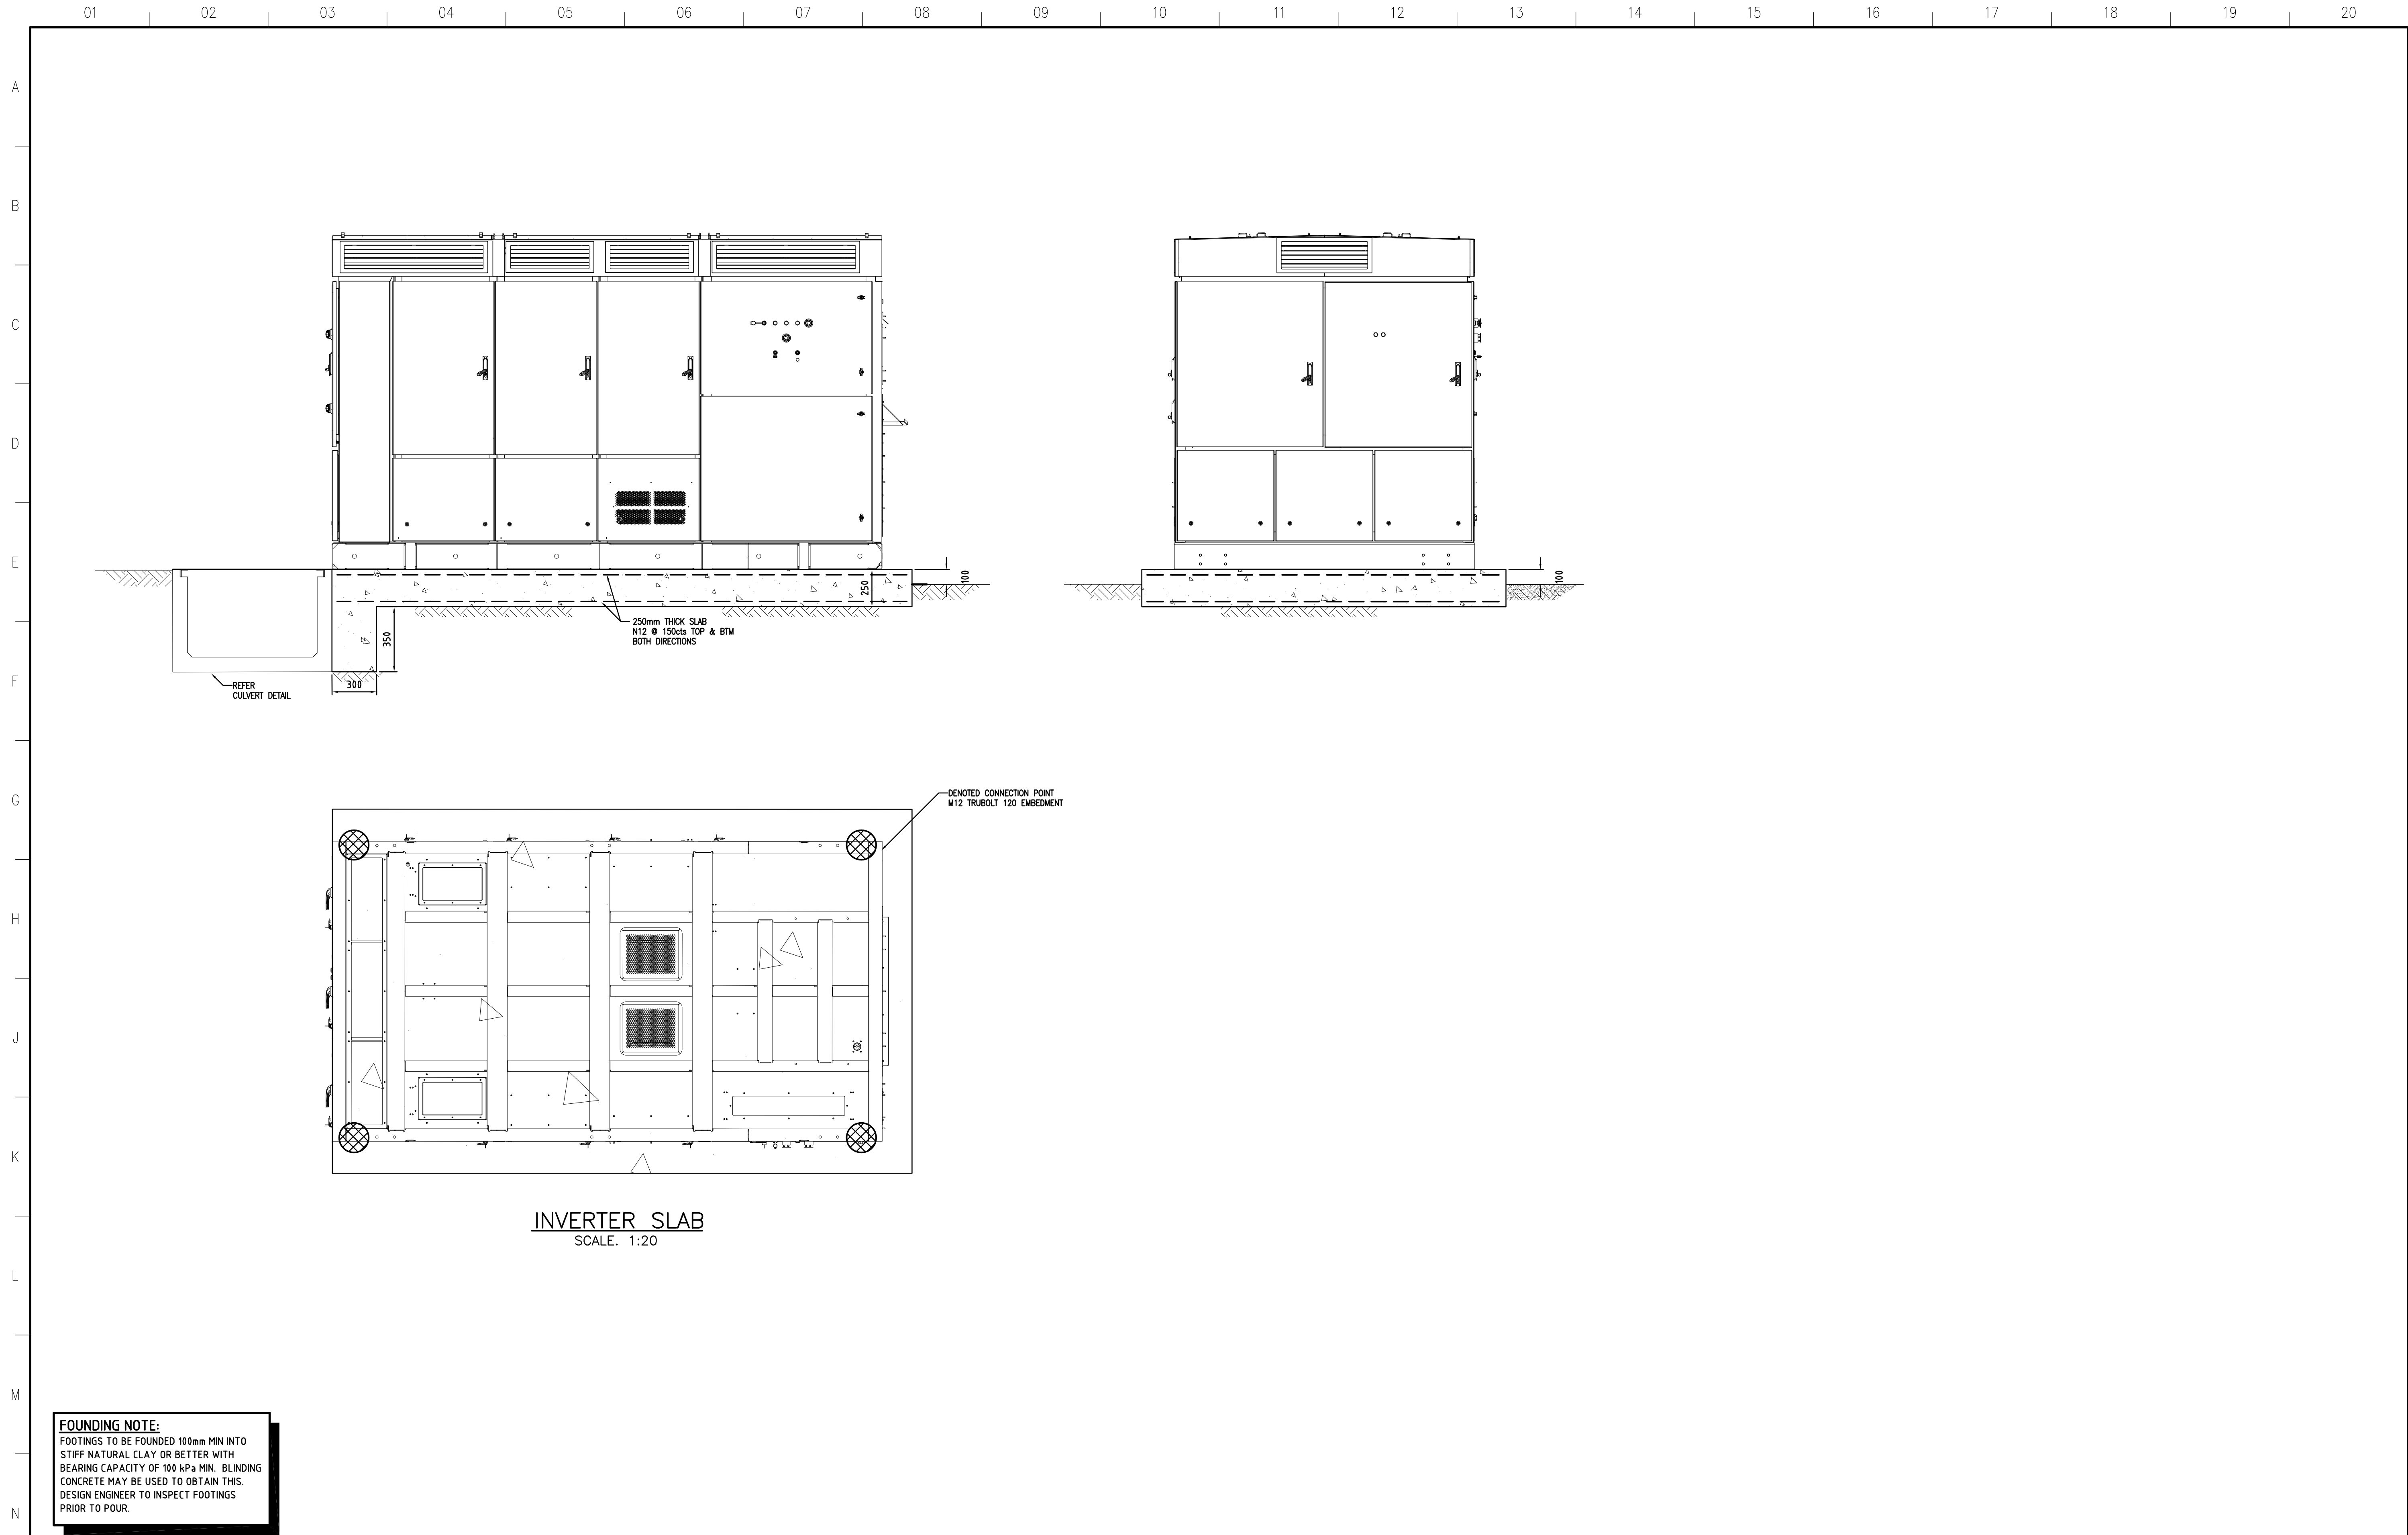 01 02 03 04 05 06 07 08 09 10 11 12 13 14 15 16 17 18 19 20
A
B
C
D
E
F
G
H
J
K
L
M
N
250
100
100
350
300
250mm THICK SLAB
N12 @ 150cts TOP & BTM
BOTH DIRECTIONS
REFER
CULVERT DETAIL
DENOTED CONNECTION POINT
M12 TRUBOLT 120 EMBEDMENT
INVERTER SLAB
SCALE. 1:20
FOUNDING NOTE:
FOOTINGS TO BE FOUNDED 100mm MIN INTO
STIFF NATURAL CLAY OR BETTER WITH
BEARING CAPACITY OF 100 kPa MIN. BLINDING
CONCRETE MAY BE USED TO OBTAIN THIS.
DESIGN ENGINEER TO INSPECT FOOTINGS
PRIOR TO POUR.